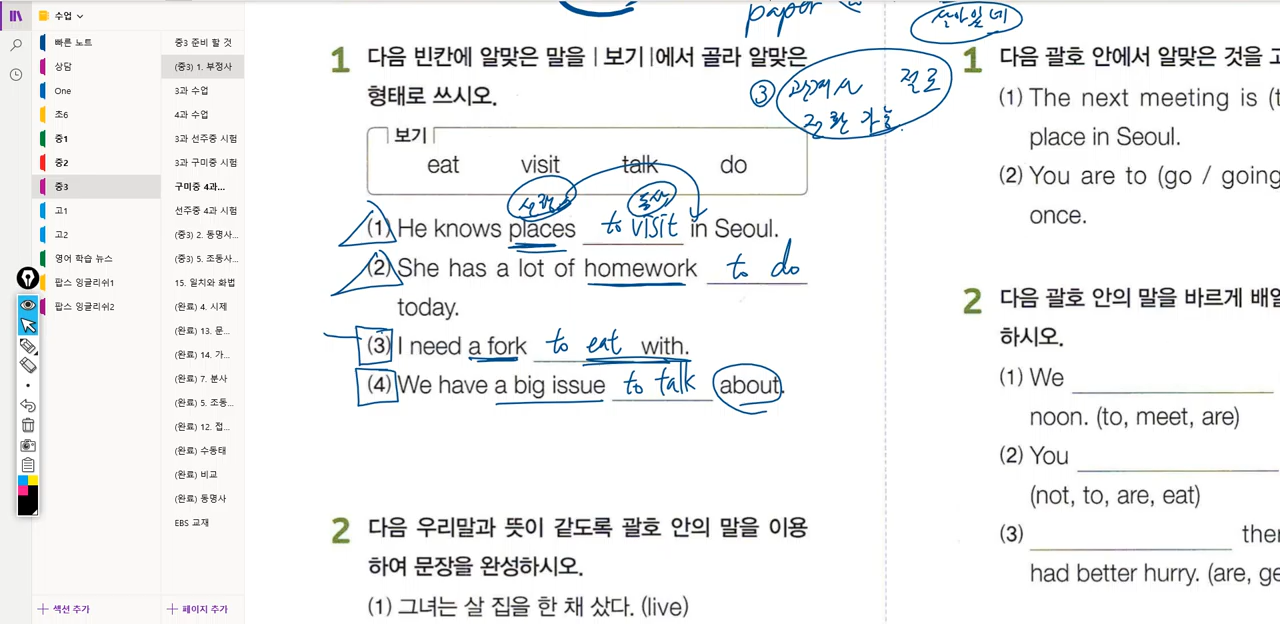 수업
빠른 노트
상담
One
초6
중1
중2
중3
고1
고2
영어 학습 뉴스
팝스 잉글리쉬1
팝스 잉글리쉬2
섹션 추가
중3 준비 할 것
(중3) 1. 부정사
3과 수업
4과 수업
3과 선주중 시험
3과 구미중 시험
구미중 4과...
선주중 4과 시험
(중3) 2. 동명사...
(중3) 5. 조동사...
15. 일치와 화법
(완료) 4. 시제
(완료) 13. 문...
(완료) 14. 가...
(완료) 7. 분사
(완료) 5. 조동...
(완료) 12. 접...
(완료) 수동태
(완료) 비교
(완료) 동명사
EBS 교재
페이지 추가
paper
1 다음 빈칸에 알맞은 말을 |보기|에서 골라 알맞은
형태로 쓰시오.
③ 관계사 절로
전환 가능.
보기
eat visit talk do
(1) He knows places to visit in Seoul.
(2) She has a lot of homework to do
today.
(3) I need a fork to eat with.
(4) We have a big issue to talk about.
2 다음 우리말과 뜻이 같도록 괄호 안의 말을 이용
하여 문장을 완성하시오.
(1) 그녀는 살 집을 한 채 샀다. (live)
1 다음 괄호 안에서 알맞은 것을
(1) The next meeting is
place in Seoul.
(2) You are to (go / going
once.
2 다음 괄호 안의 말을 바르게
하시오.
(1) We
noon. (to, meet, are)
(2) You
(not, to, are, eat)
(3)
had better hurry. (are,